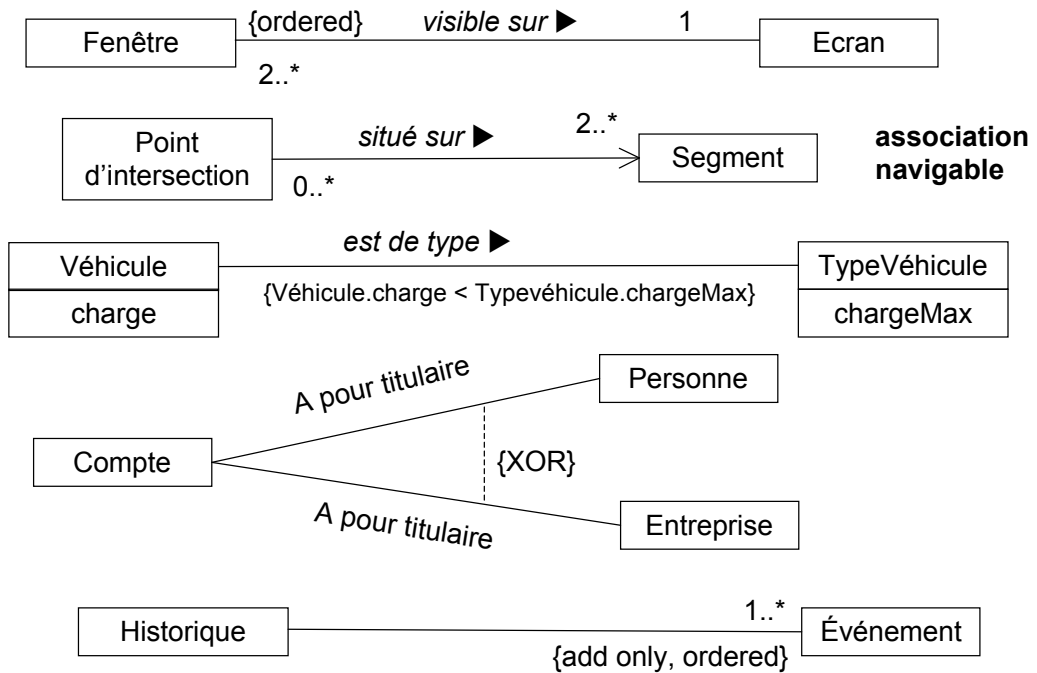 {ordered} visible sur ▶ 1
Fenêtre Ecran
2..*
situé sur ▶ 2..*
Point
d’intersection
Segment
0..*
association
navigable
est de type ▶
Véhicule TypeVéhicule
{Véhicule.charge < Typevéhicule.chargeMax}
charge chargeMax
A pour titulaire
Personne
Compte
{XOR}
A pour titulaire
Entreprise
1..*
Historique Événement
{add only, ordered}